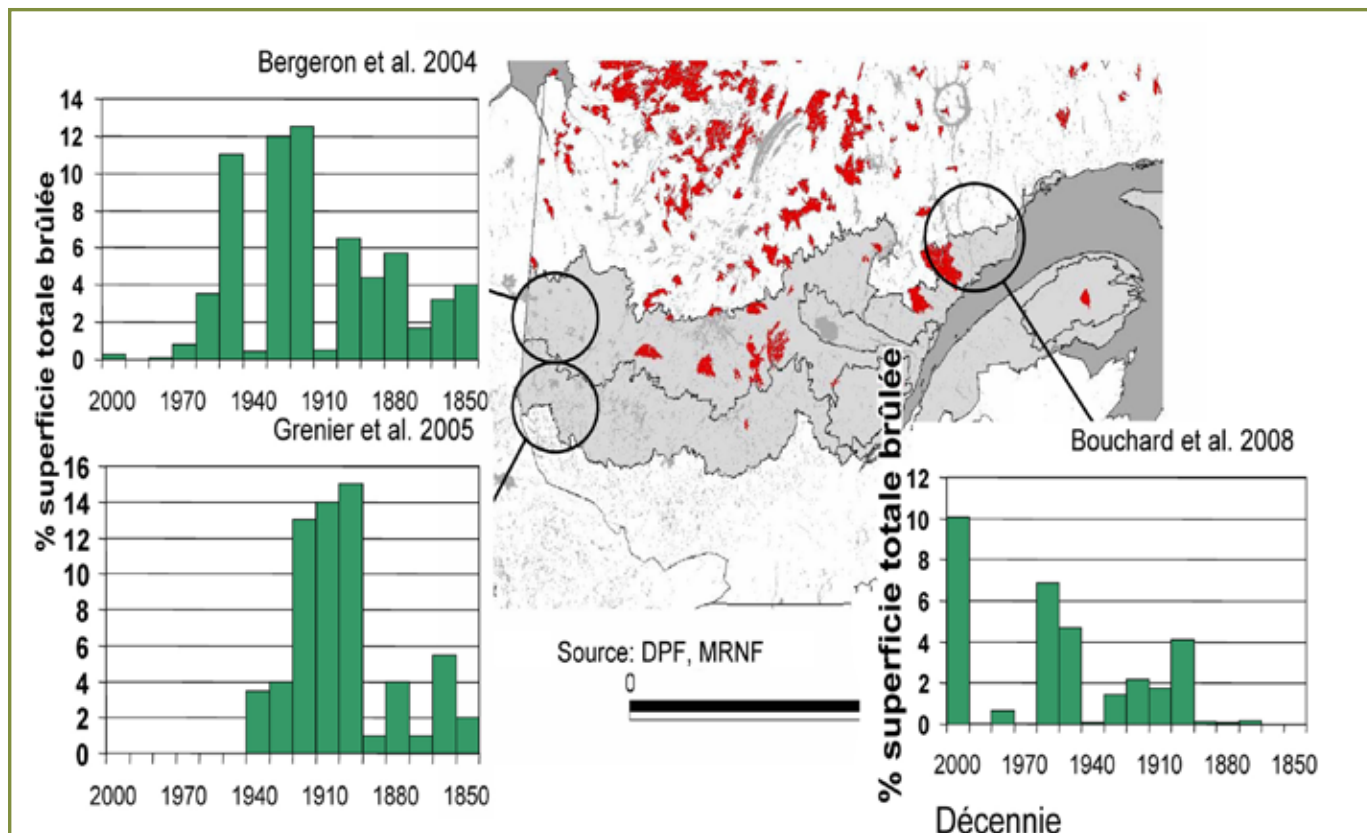 Bergeron et al. 2004
% superficie totale brûlée
14
12
10
8
6
4
2
0
2000 1970 1940 1910 1880 1850
Grenier et al. 2005
16
14
12
10
8
6
4
2
0
2000 1970 1940 1910 1880 1850
Source: DPF, MRNF
0
Bouchard et al. 2008
% superficie totale brûlée
12
10
8
6
4
2
0
2000 1970 1940 1910 1880 1850
Décennie